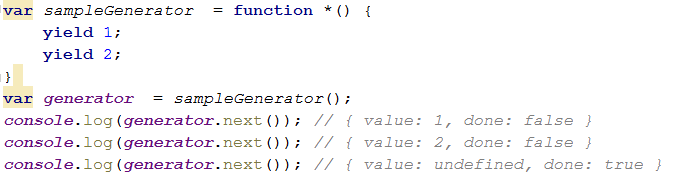 var sampleGenerator = function *() {
yield 1;
yield 2;
}
var generator = sampleGenerator();
console.log(generator.next()); // { value: 1, done: false }
console.log(generator.next()); // { value: 2, done: false }
console.log(generator.next()); // { value: undefined, done: true }